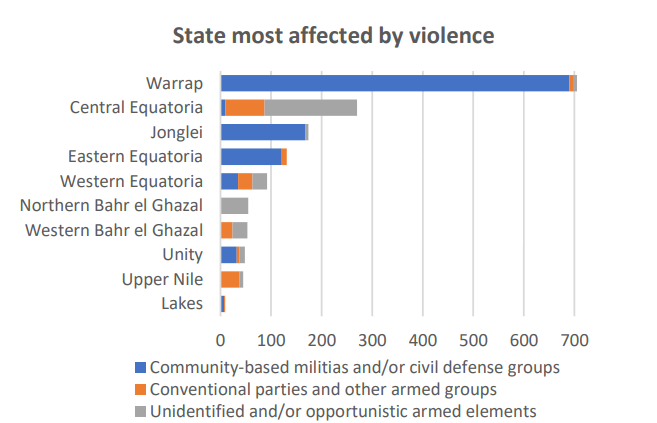 State most affected by violence
Warrap
Central Equatoria
Jonglei
Eastern Equatoria
Western Equatoria
Northern Bahr el Ghazal
Western Bahr el Ghazal
Unity
Upper Nile
Lakes
0 100 200 300 400 500 600 700
Community-based militias and/or civil defense groups
Conventional parties and other armed groups
Unidentified and/or opportunistic armed elements